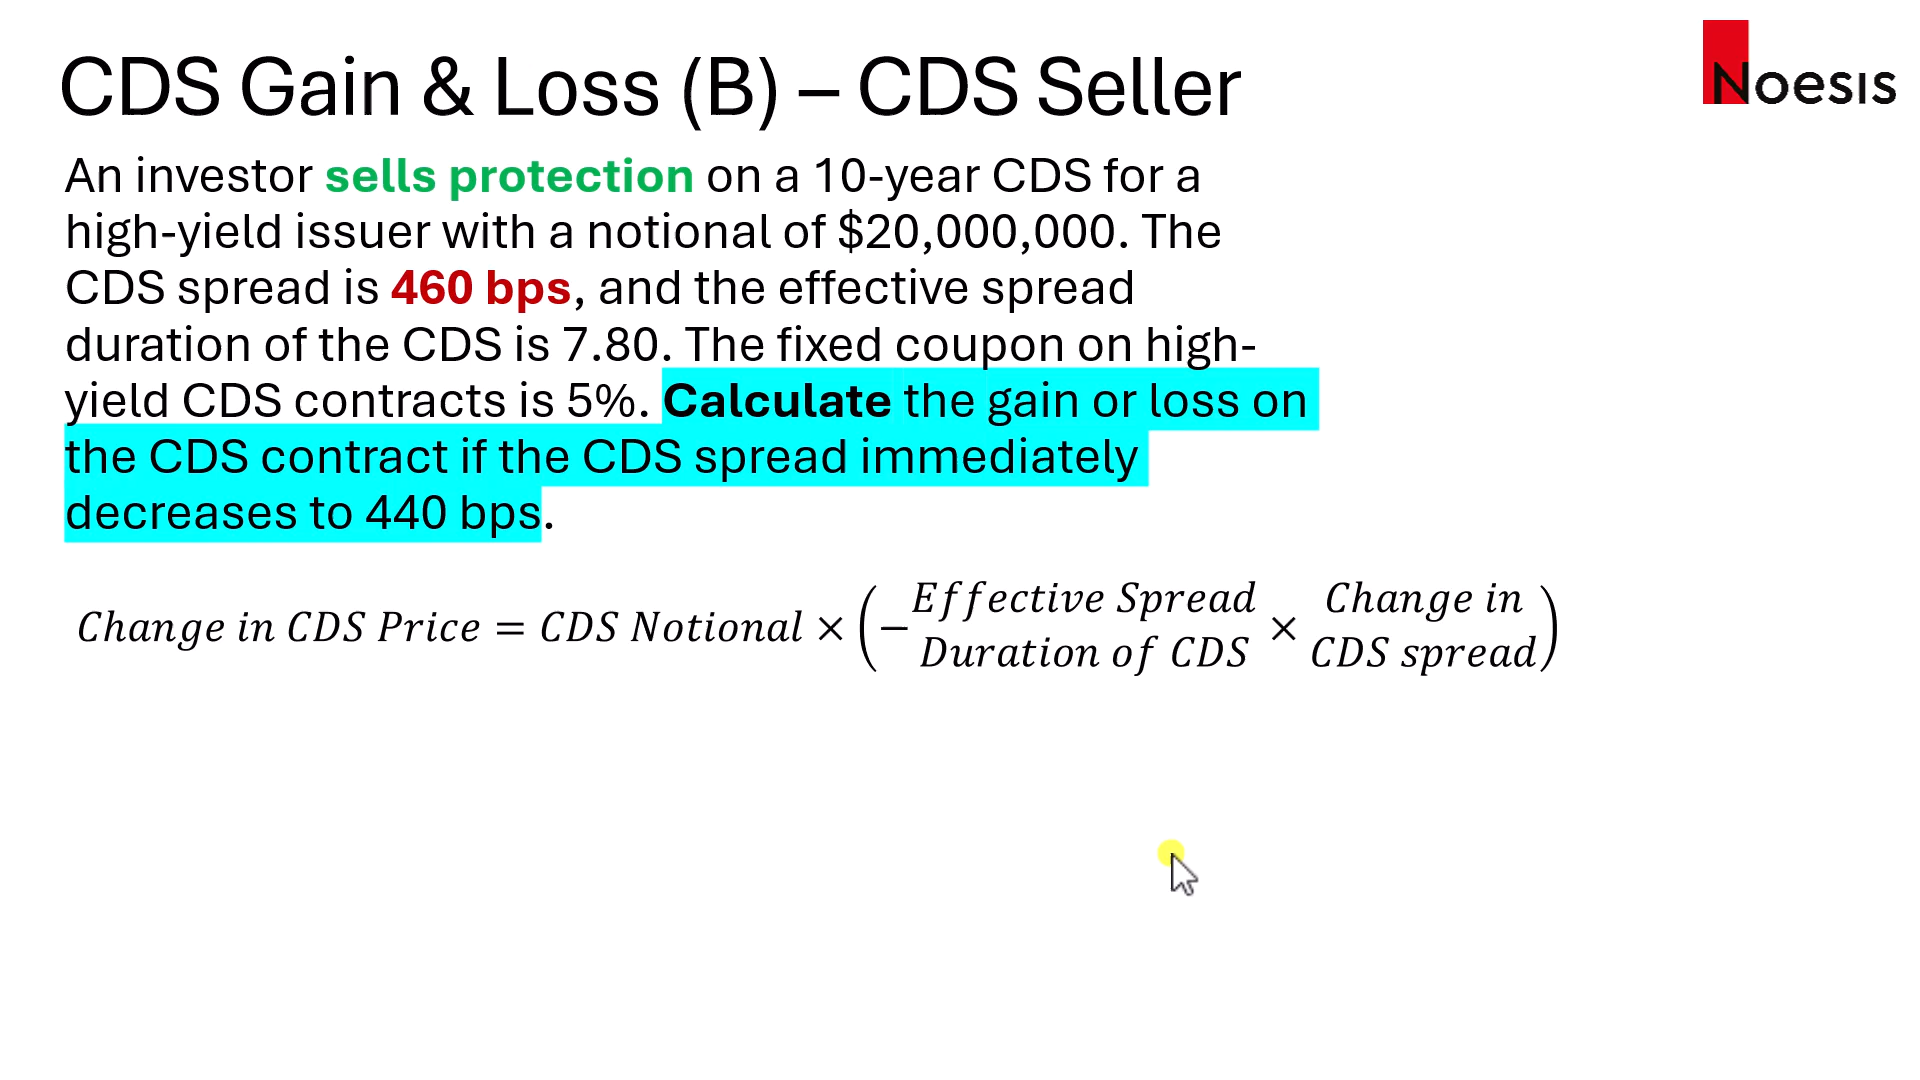 CDS Gain & Loss (B) – CDS Seller
Noesis
An investor sells protection on a 10-year CDS for a
high-yield issuer with a notional of $20,000,000. The
CDS spread is 460 bps, and the effective spread
duration of the CDS is 7.80. The fixed coupon on high-
yield CDS contracts is 5%. Calculate the gain or loss on
the CDS contract if the CDS spread immediately
decreases to 440 bps.
Change in CDS Price = CDS Notional × (− Effective Spread Duration of CDS × Change in CDS spread)